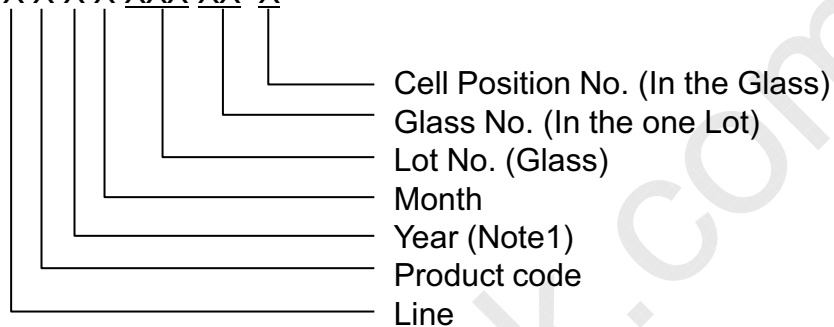 Cell Position No. (In the Glass)
Glass No. (In the one Lot)
Lot No. (Glass)
Month
Year (Note1)
Product code
Line